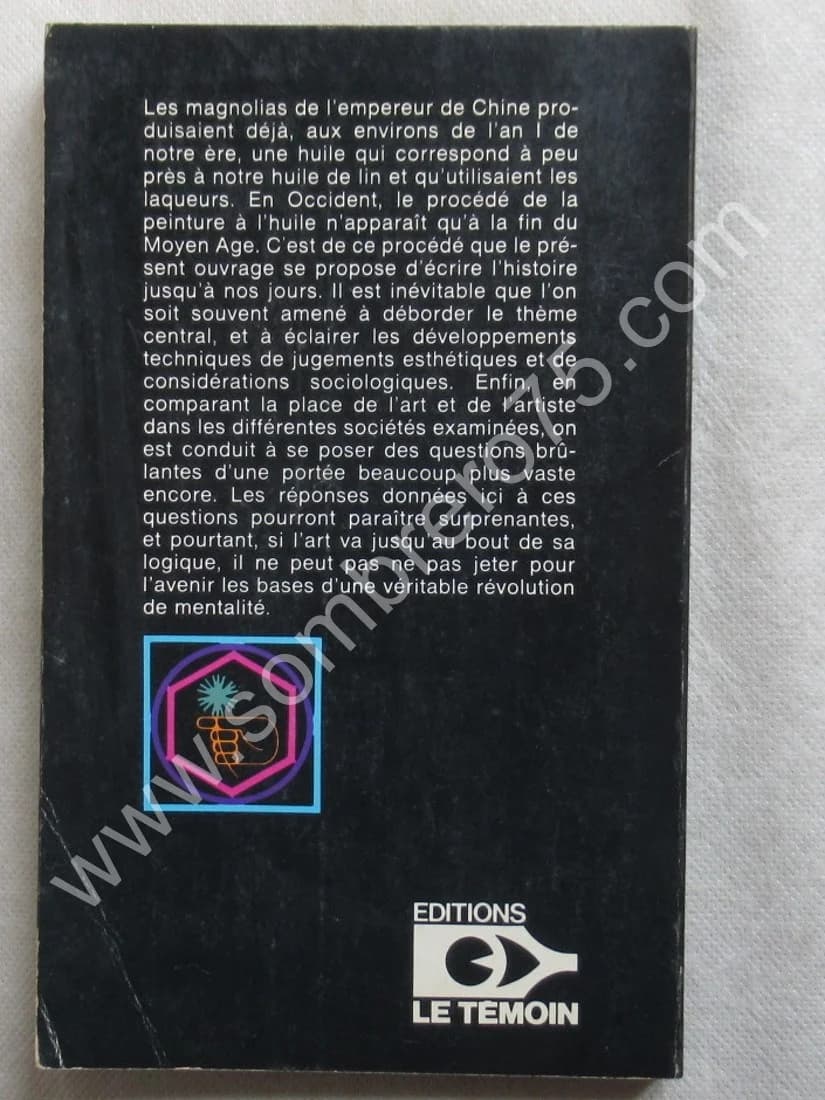 Les magnolias de l'empereur de Chine pro-
duisaient déjà, aux environs de l'an I de
notre ère, une huile qui correspond à peu
près à notre huile de lin et qu'utilisaient les
laqueurs. En Occident, le procédé de la
peinture à l'huile n'apparaît qu'à la fin du
Moyen Age. C'est de ce procédé que le pré-
sent ouvrage se propose d'écrire l'histoire
jusqu'à nos jours. Il est inévitable que l'on
soit souvent amené à déborder le thème
central, et à éclairer les développements
techniques de jugements esthétiques et de
considérations sociologiques. Enfin, en
comparant la place de l'art et de l'artiste
dans les différentes sociétés examinées, on
est conduit à se poser des questions brû-
lantes d'une portée beaucoup plus vaste
encore. Les réponses données ici à ces
questions pourront paraître surprenantes,
et pourtant, si l'art va jusqu'au bout de sa
logique, il ne peut pas ne pas jeter pour
l'avenir les bases d'une véritable révolution
de mentalité.
EDITIONS
LE TÉMOIN
www.sombrero75.com